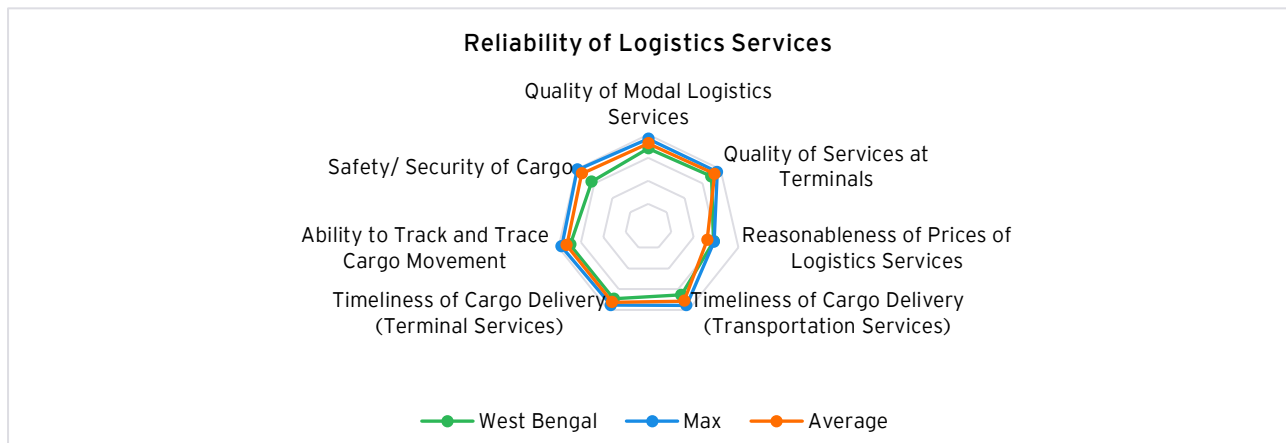 Reliability of Logistics Services
Quality of Modal Logistics
Services
Quality of Services at
Terminals
Reasonableness of Prices of
Logistics Services
Timeliness of Cargo Delivery
(Transportation Services)
Timeliness of Cargo Delivery
(Terminal Services)
Ability to Track and Trace
Cargo Movement
Safety/ Security of Cargo
West Bengal
Max
Average